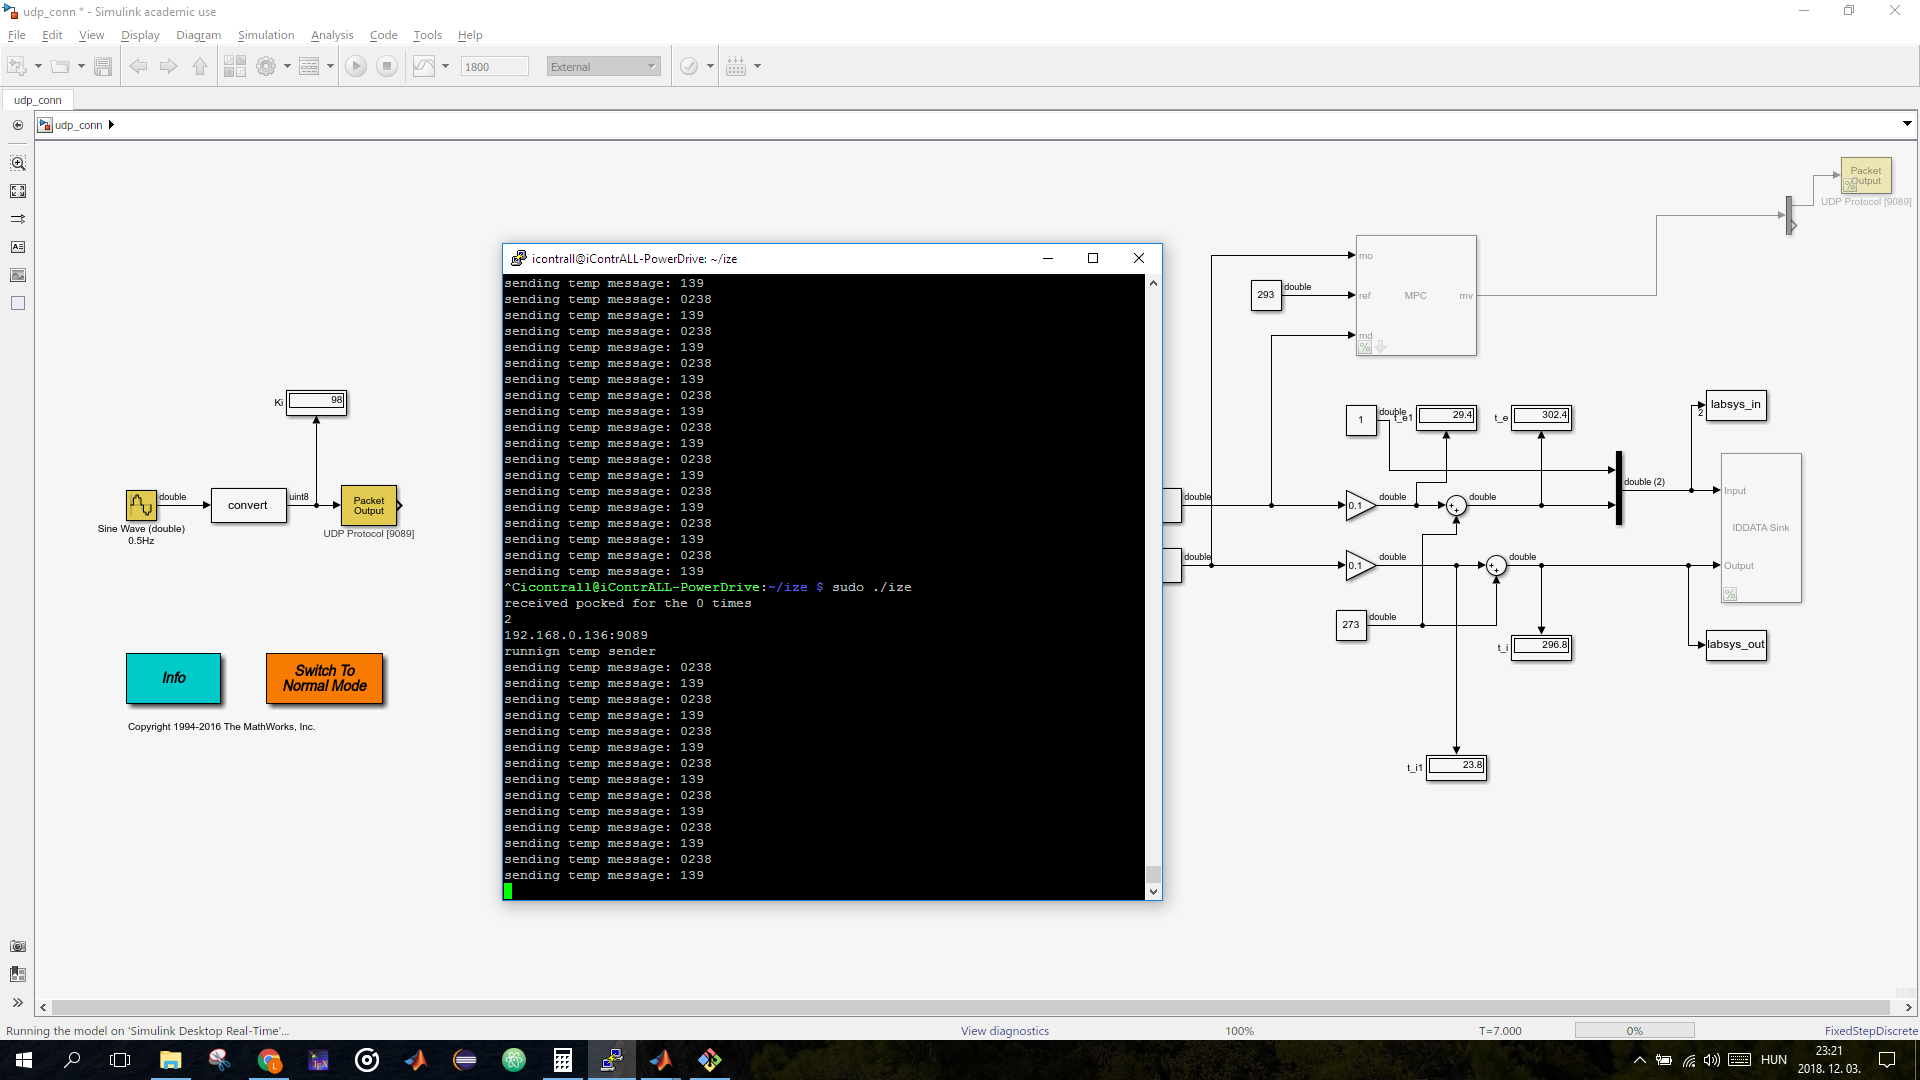 udp_conn * - Simulink academic use
File Edit View Display Diagram Simulation Analysis Code Tools Help
1800 External
udp_conn
udp_conn
Packet
Output
UDP Protocol [9089]
mo
293 double ref MPC mv
md
Ki 98
Sine Wave (double)
0.5Hz
double
convert
uint8
Packet
Output
UDP Protocol [9089]
Info
Switch To
Normal Mode
Copyright 1994-2016 The MathWorks, Inc.
icontrall@iContrALL-PowerDrive: ~/ize
sending temp message: 139
sending temp message: 0238
sending temp message: 139
sending temp message: 0238
sending temp message: 139
sending temp message: 0238
sending temp message: 139
sending temp message: 0238
sending temp message: 139
sending temp message: 0238
sending temp message: 139
sending temp message: 0238
sending temp message: 139
sending temp message: 0238
sending temp message: 139
sending temp message: 0238
sending temp message: 139
sending temp message: 0238
sending temp message: 139
^Cicontrall@iContrALL-PowerDrive:~/ize $ sudo ./ize
received pocked for the 0 times
2
192.168.0.136:9089
runnign temp sender
sending temp message: 0238
sending temp message: 139
sending temp message: 0238
sending temp message: 139
sending temp message: 0238
sending temp message: 139
sending temp message: 0238
sending temp message: 139
sending temp message: 0238
sending temp message: 139
sending temp message: 0238
sending temp message: 139
sending temp message: 0238
sending temp message: 139
1 double t_e1 29.4 t_e 302.4
labsys_in
2
double 0.1 double double double (2) Input
IDDATA Sink
double 0.1 double double Output
273 double
t_i 296.8
labsys_out
t_i1 23.8
Running the model on 'Simulink Desktop Real-Time'... View diagnostics 100% T=7.000 0% FixedStepDiscrete
HUN
23:21
2018. 12. 03.